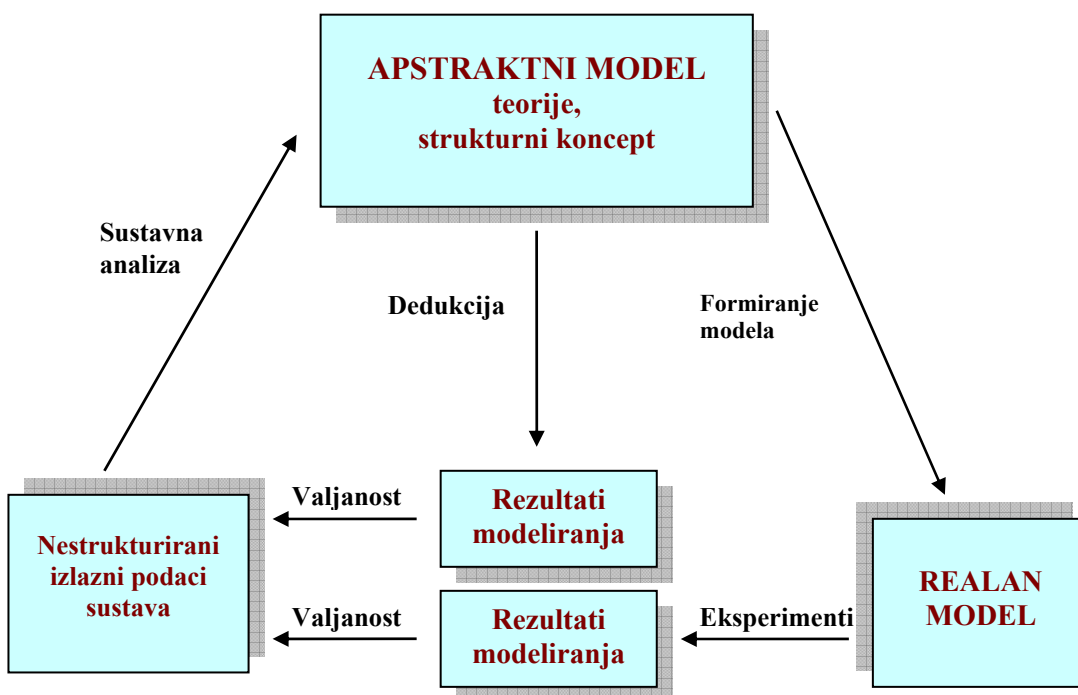 APSTRAKTNI MODEL
teorije,
strukturni koncept
Sustavna
analiza
Dedukcija
Formiranje
modela
Valjanost
Rezultati
modeliranja
Nestrukturirani
izlazni podaci
sustava
REALAN
MODEL
Valjanost
Rezultati
modeliranja
Eksperimenti